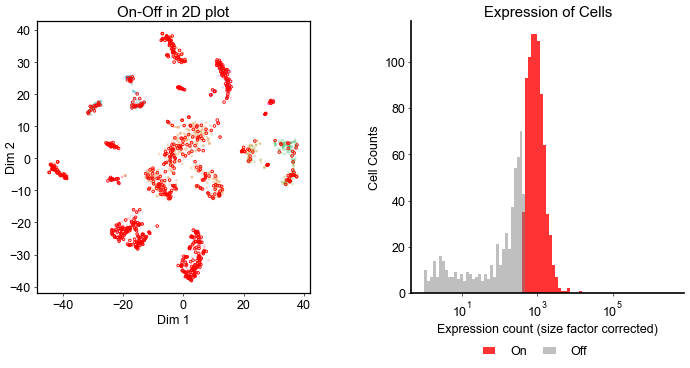 On-Off in 2D plot
Expression of Cells
40
30
20
10
0
−10
−20
−30
−40
Dim 2
−40
−20
0
20
40
Dim 1
100
80
60
40
20
0
Cell Counts
10^1
10^3
10^5
Expression count (size factor corrected)
On
Off